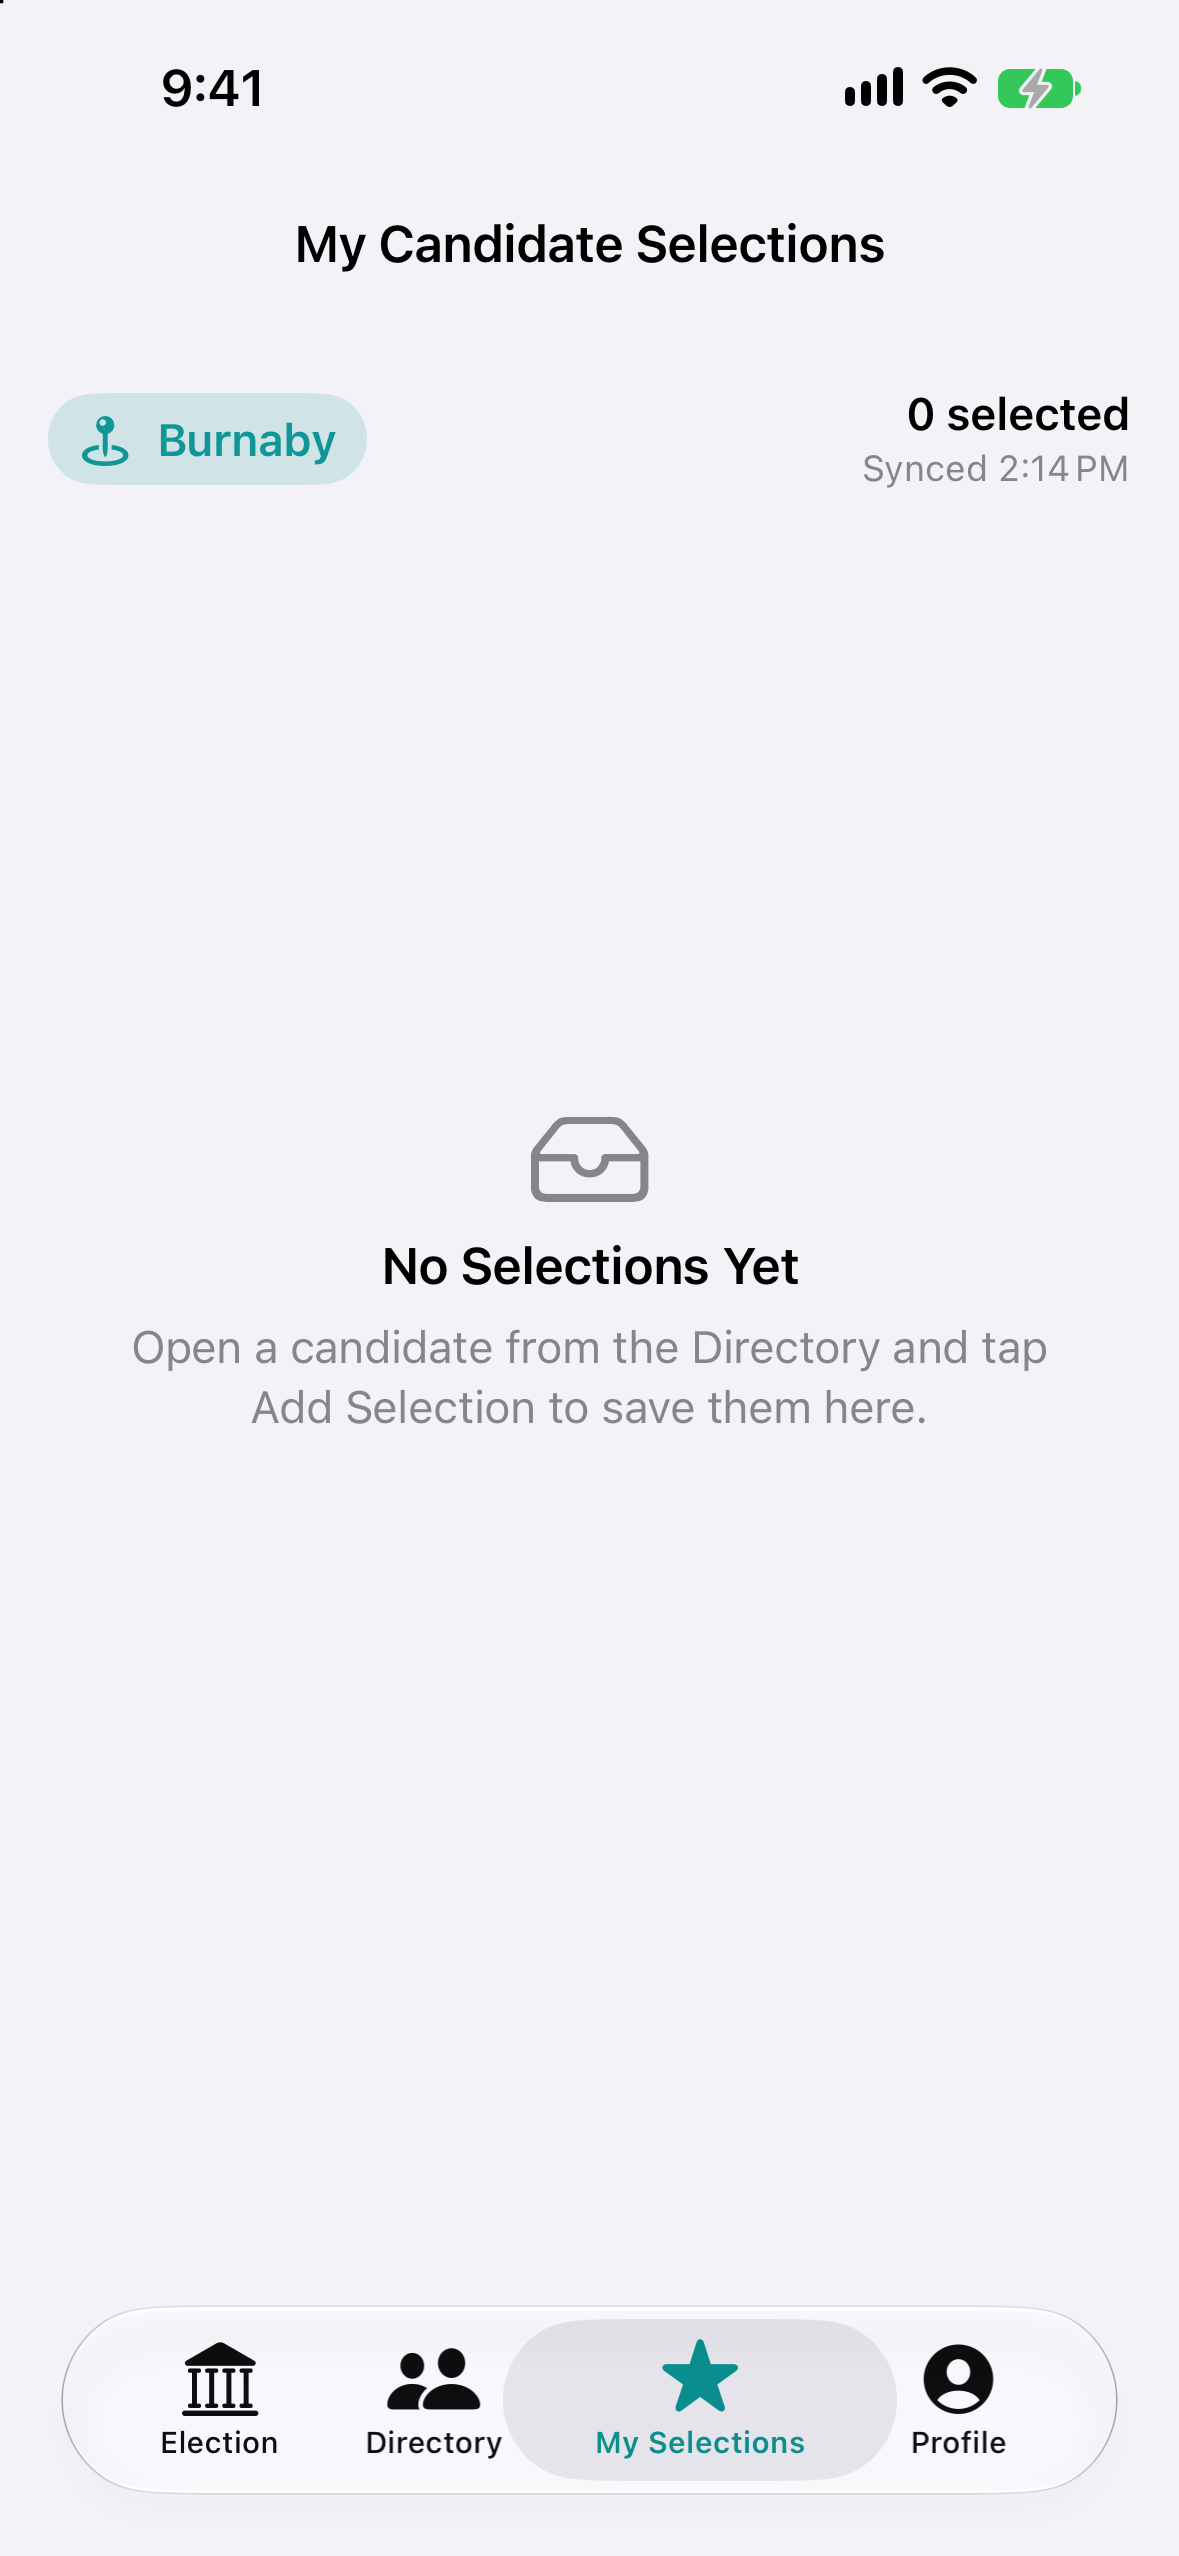 9:41
My Candidate Selections
Burnaby
0 selected
Synced 2:14 PM
No Selections Yet
Open a candidate from the Directory and tap
Add Selection to save them here.
Election
Directory
My Selections
Profile